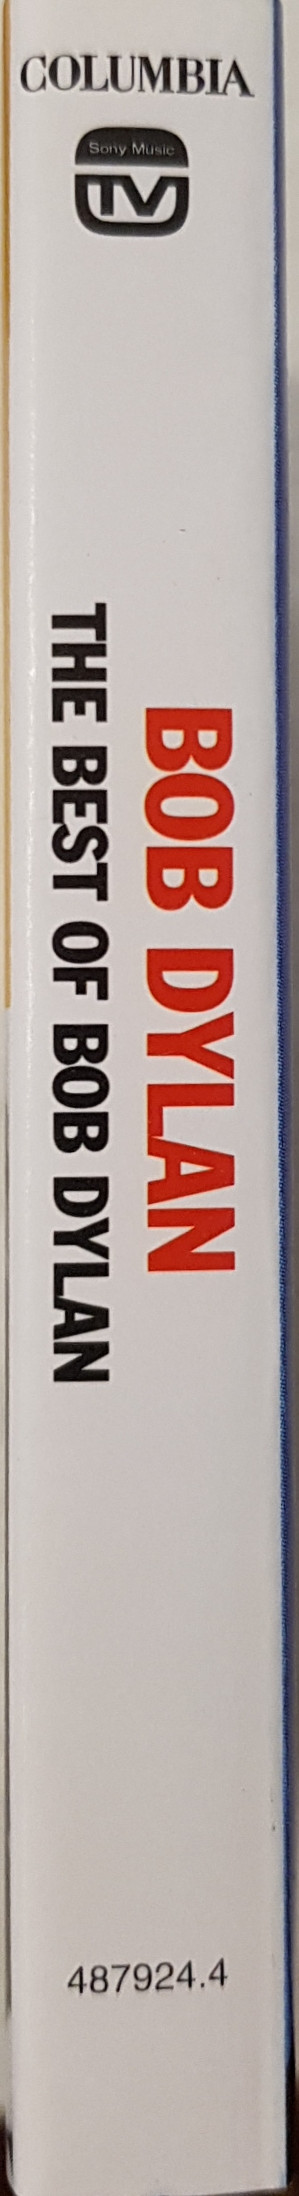 COLUMBIA
Sony Music
TV
BOB DYLAN
THE BEST OF BOB DYLAN
487924.4